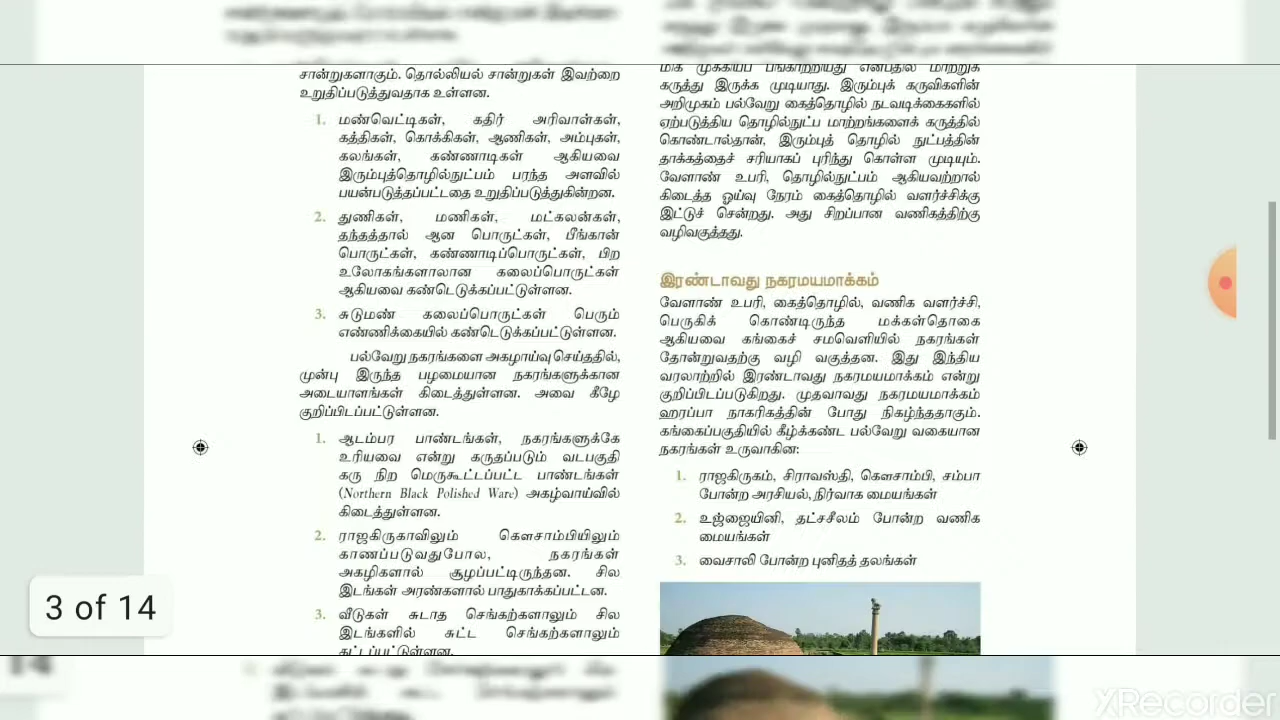 சான்றுகளாகும். தொல்லியல் சான்றுகள் இவற்றை
உறுதிப்படுத்துவதாக உள்ளன.
1. மண்வெட்டிகள், கதிர் அரிவாள்கள்,
கத்திகள், கொக்கிகள், ஆணிகள், அம்புகள்,
கலங்கள், கண்ணாடிகள் ஆகியவை
இரும்புத்தொழில்நுட்பம் பரந்த அளவில்
பயன்படுத்தப்பட்டதை உறுதிப்படுத்துகின்றன.
2. துணிகள், மணிகள், மட்கலன்கள்,
தந்தத்தால் ஆன பொருட்கள், பீங்கான்
பொருட்கள், கண்ணாடிப்பொருட்கள், பிற
உலோகங்களாலான கலைப்பொருட்கள்
ஆகியவை கண்டெடுக்கப்பட்டுள்ளன.
3. சுடுமண் கலைப்பொருட்கள் பெரும்
எண்ணிக்கையில் கண்டெடுக்கப்பட்டுள்ளன.
பல்வேறு நகரங்களை அகழாய்வு செய்ததில்,
முன்பு இருந்த பழமையான நகரங்களுக்கான
அடையாளங்கள் கிடைத்துள்ளன. அவை கீழே
குறிப்பிடப்பட்டுள்ளன.
1. ஆடம்பர பாண்டங்கள், நகரங்களுக்கே
உரியவை என்று கருதப்படும் வடபகுதி
கரு நிற மெருகூட்டப்பட்ட பாண்டங்கள்
(Northern Black Polished Ware) அகழ்வாய்வில்
கிடைத்துள்ளன.
2. ராஜகிருகாவிலும் கௌசாம்பியிலும்
காணப்படுவதுபோல, நகரங்கள்
அகழிகளால் சூழப்பட்டிருந்தன. சில
இடங்கள் அரண்களால் பாதுகாக்கப்பட்டன.
3. வீடுகள் சுடாத செங்கற்களாலும் சில
இடங்களில் சுட்ட செங்கற்களாலும்
கட்டப்பட்டுள்ளன.
மிக முக்கியப் பங்காற்றியது என்பதில் மாற்றுக்
கருத்து இருக்க முடியாது. இரும்புக் கருவிகளின்
அறிமுகம் பல்வேறு கைத்தொழில் நடவடிக்கைகளில்
ஏற்படுத்திய தொழில்நுட்ப மாற்றங்களைக் கருத்தில்
கொண்டால்தான், இரும்புத் தொழில் நுட்பத்தின்
தாக்கத்தைச் சரியாகப் புரிந்து கொள்ள முடியும்.
வேளாண் உபரி, தொழில்நுட்பம் ஆகியவற்றால்
கிடைத்த ஓய்வு நேரம் கைத்தொழில் வளர்ச்சிக்கு
இட்டுச் சென்றது. அது சிறப்பான வணிகத்திற்கு
வழிவகுத்தது.
இரண்டாவது நகரமயமாக்கம்
வேளாண் உபரி, கைத்தொழில், வணிக வளர்ச்சி,
பெருகிக் கொண்டிருந்த மக்கள்தொகை
ஆகியவை கங்கைச் சமவெளியில் நகரங்கள்
தோன்றுவதற்கு வழி வகுத்தன. இது இந்திய
வரலாற்றில் இரண்டாவது நகரமயமாக்கம் என்று
குறிப்பிடப்படுகிறது. முதவாவது நகரமயமாக்கம்
ஹரப்பா நாகரிகத்தின் போது நிகழ்ந்ததாகும்.
கங்கைப்பகுதியில் கீழ்க்கண்ட பல்வேறு வகையான
நகரங்கள் உருவாகின:
1. ராஜகிருகம், சிராவஸ்தி, கௌசாம்பி, சம்பா
போன்ற அரசியல், நிர்வாக மையங்கள்
2. உஜ்ஜையினி, தட்சசீலம் போன்ற வணிக
மையங்கள்
3. வைசாலி போன்ற புனிதத் தலங்கள்
3 of 14
XRecorder